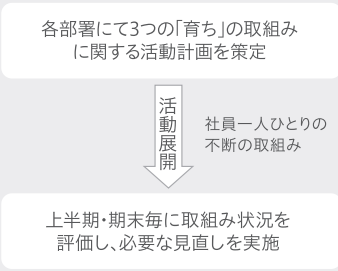 各部署にて3つの「育ち」の取組み
に関する活動計画を策定
活動展開
社員一人ひとりの
不断の取組み
上半期・期末毎に取組み状況を
評価し、必要な見直しを実施